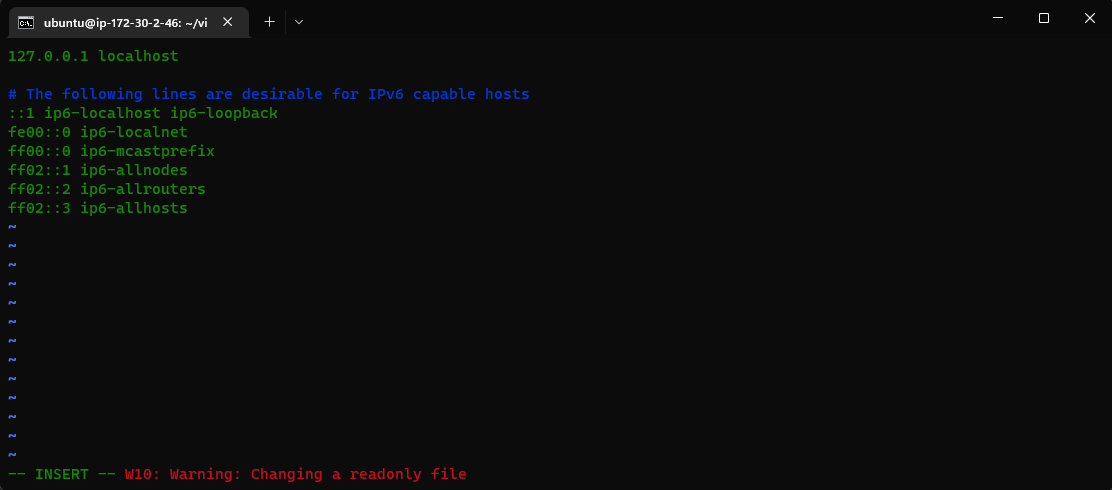 ubuntu@ip-172-30-2-46: ~/vi
127.0.0.1 localhost
# The following lines are desirable for IPv6 capable hosts
::1 ip6-localhost ip6-loopback
fe00::0 ip6-localnet
ff00::0 ip6-mcastprefix
ff02::1 ip6-allnodes
ff02::2 ip6-allrouters
ff02::3 ip6-allhosts
~
~
~
~
~
~
~
~
~
~
~
~
~
-- INSERT -- W10: Warning: Changing a readonly file